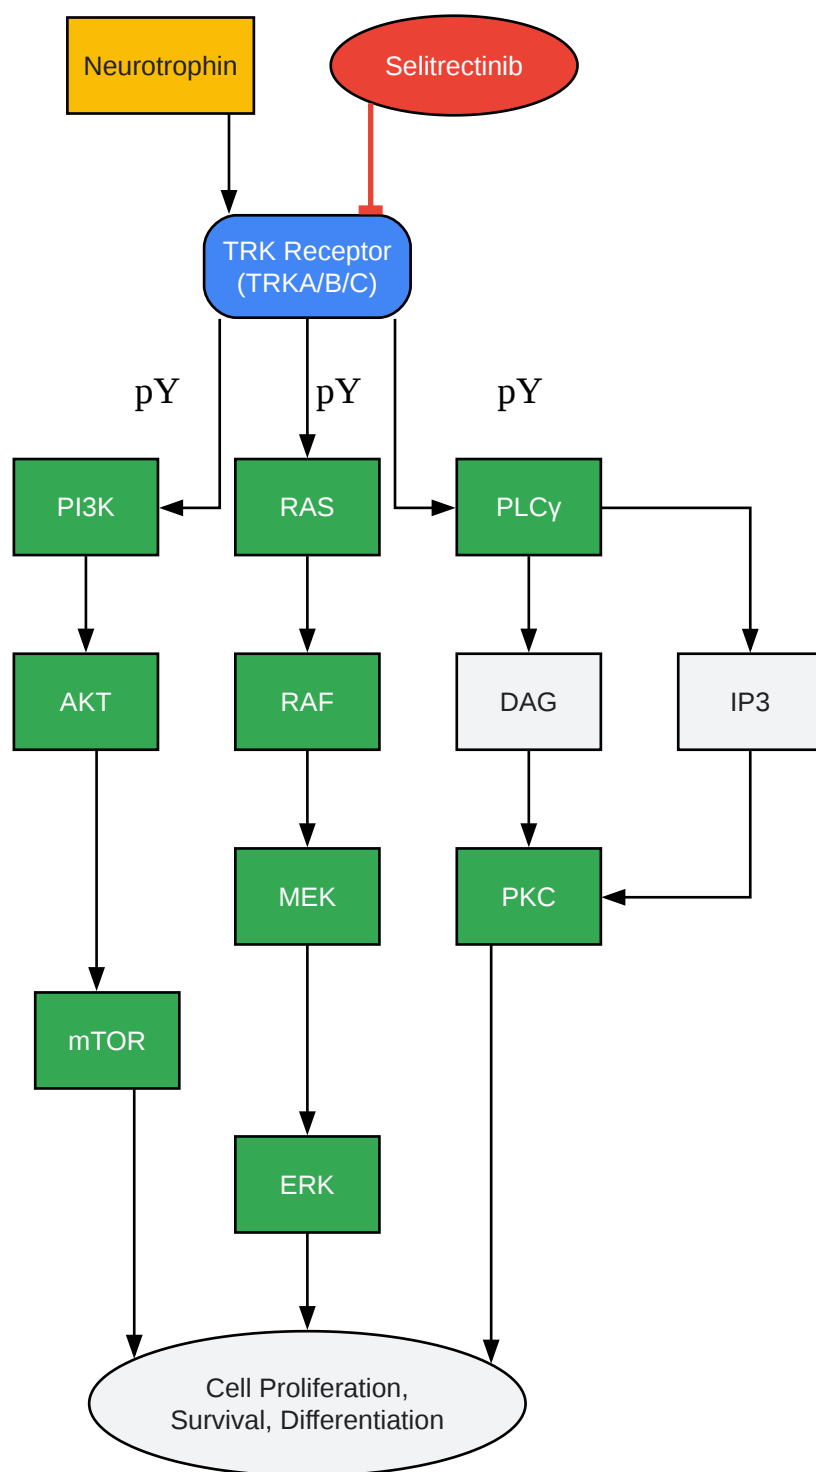 Neurotrophin
Selitrectinib
TRK Receptor
(TRKA/B/C)
pY
pY
pY
PI3K
RAS
PLCγ
AKT
RAF
DAG
IP3
MEK
PKC
mTOR
ERK
Cell Proliferation,
Survival, Differentiation